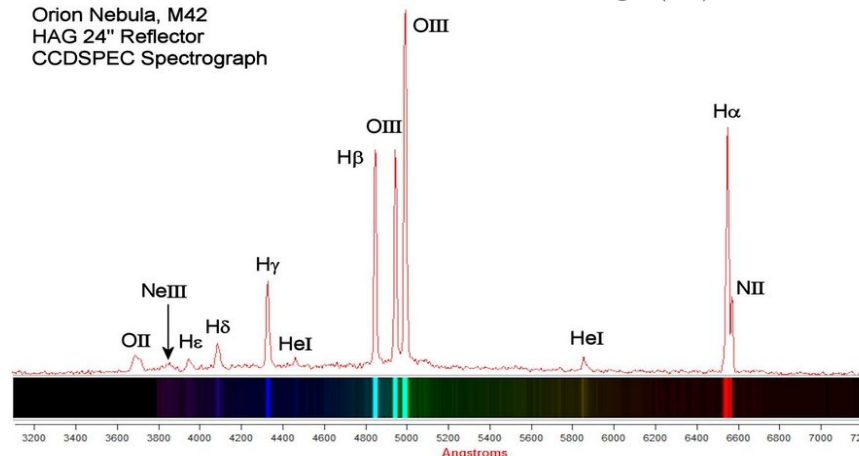 Orion Nebula, M42
HAG 24" Reflector
CCDSPEC Spectrograph
OIII
OIII
Hβ
Hα
NII
Hγ
NeIII
OII
Hε
Hδ
HeI
HeI
3200 3400 3600 3800 4000 4200 4400 4600 4800 5000 5200 5400 5600 5800 6000 6200 6400 6600 6800 7000
Angstroms